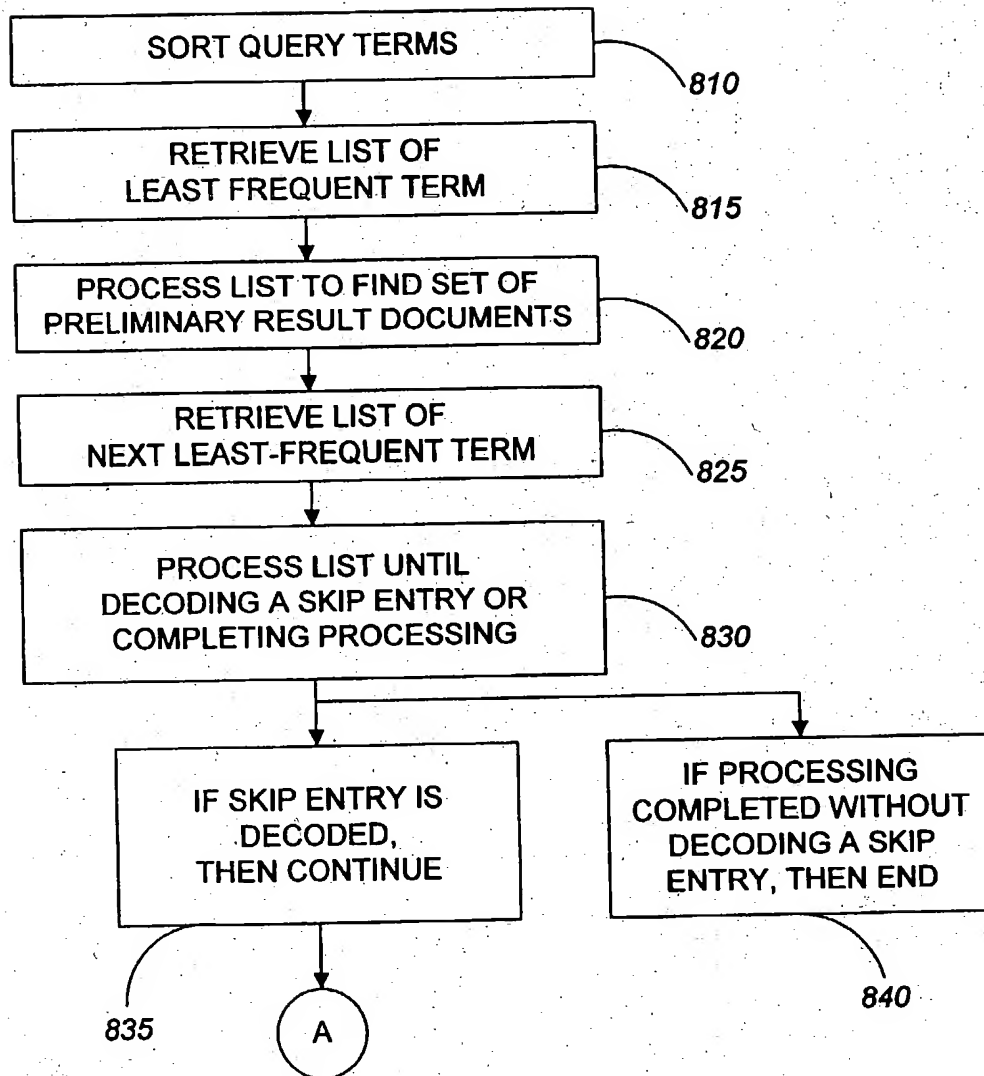 SORT QUERY TERMS
810
RETRIEVE LIST OF
LEAST FREQUENT TERM
815
PROCESS LIST TO FIND SET OF
PRELIMINARY RESULT DOCUMENTS
820
RETRIEVE LIST OF
NEXT LEAST-FREQUENT TERM
825
PROCESS LIST UNTIL
DECODING A SKIP ENTRY OR
COMPLETING PROCESSING
830
IF SKIP ENTRY IS
DECODED,
THEN CONTINUE
835
IF PROCESSING
COMPLETED WITHOUT
DECODING A SKIP
ENTRY, THEN END
840
A